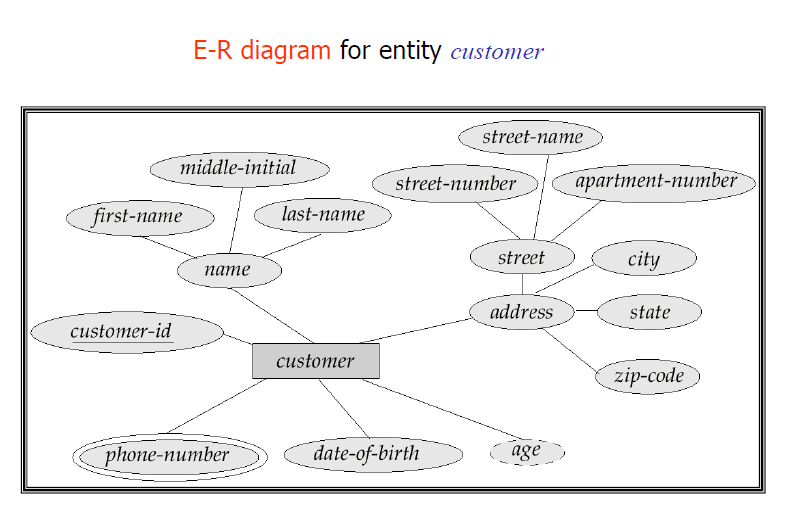 E-R diagram for entity customer
street-name
middle-initial
street-number
apartment-number
first-name
last-name
name
street
city
customer-id
address
state
customer
zip-code
phone-number
date-of-birth
age